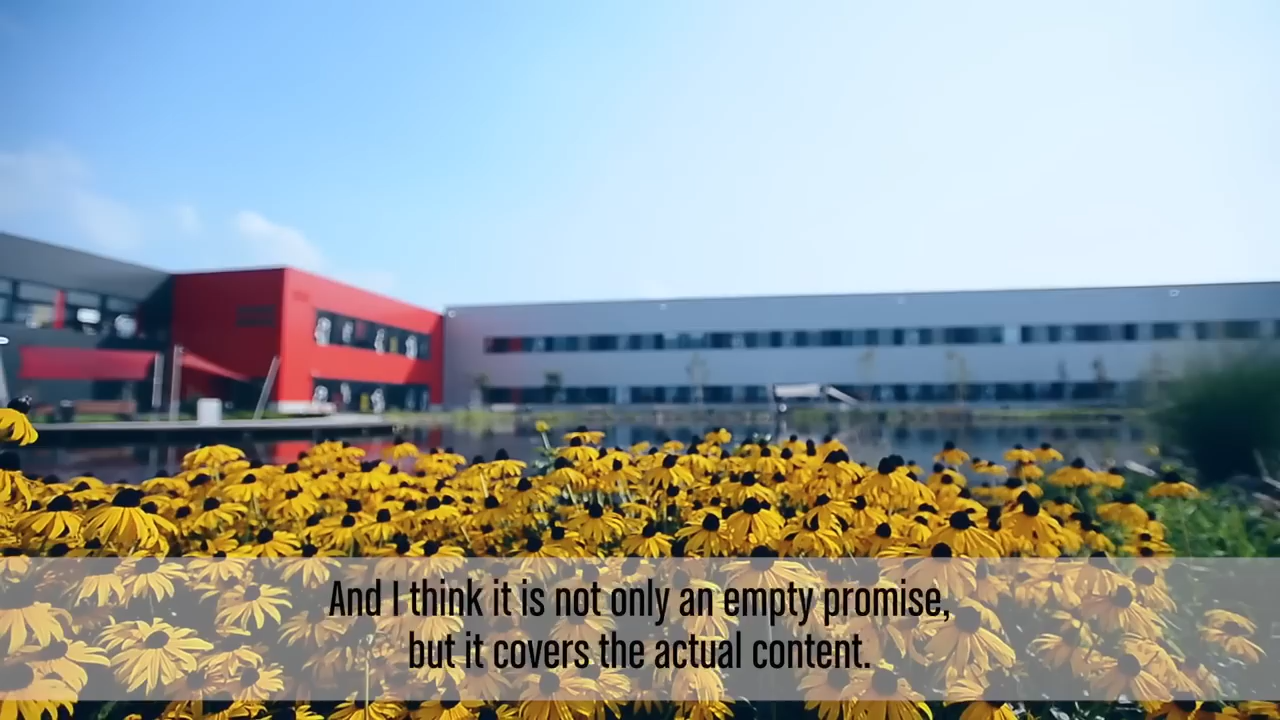 And I think it is not only an empty promise,
but it covers the actual content.